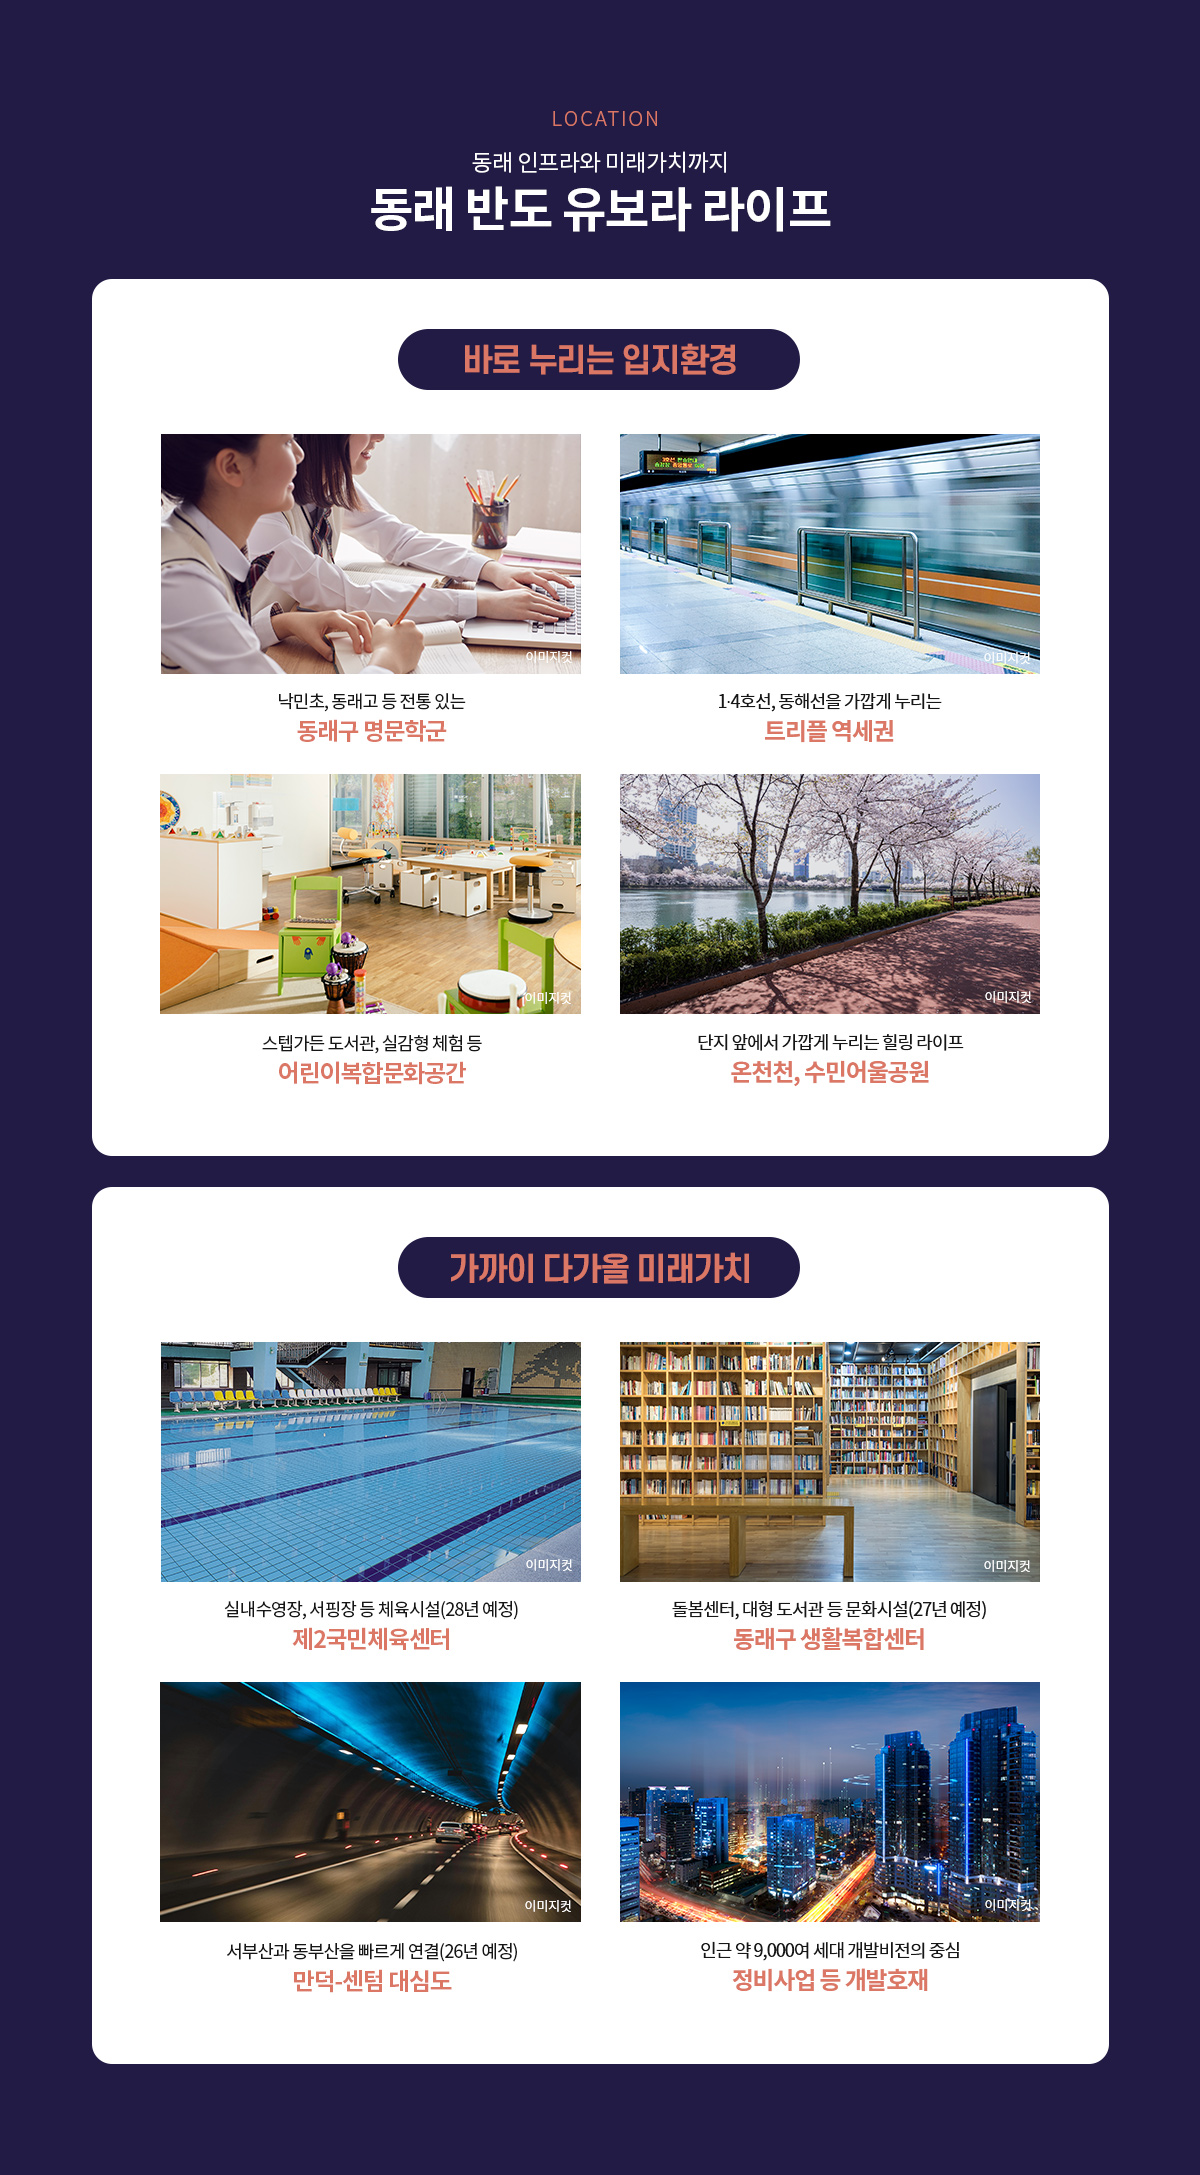 LOCATION
동래 인프라와 미래가치까지
동래 반도 유보라 라이프
바로 누리는 입지환경
이미지컷
이미지컷
낙민초, 동래고 등 전통 있는
동래구 명문학군
1·4호선, 동해선을 가깝게 누리는
트리플 역세권
이미지컷
이미지컷
스텝가든 도서관, 실감형 체험 등
어린이복합문화공간
단지 앞에서 가깝게 누리는 힐링 라이프
온천천, 수민어울공원
가까이 다가올 미래가치
이미지컷
이미지컷
실내수영장, 서핑장 등 체육시설(28년 예정)
제2국민체육센터
돌봄센터, 대형 도서관 등 문화시설(27년 예정)
동래구 생활복합센터
이미지컷
이미지컷
서부산과 동부산을 빠르게 연결(26년 예정)
만덕-센텀 대심도
인근 약 9,000여 세대 개발비전의 중심
정비사업 등 개발호재